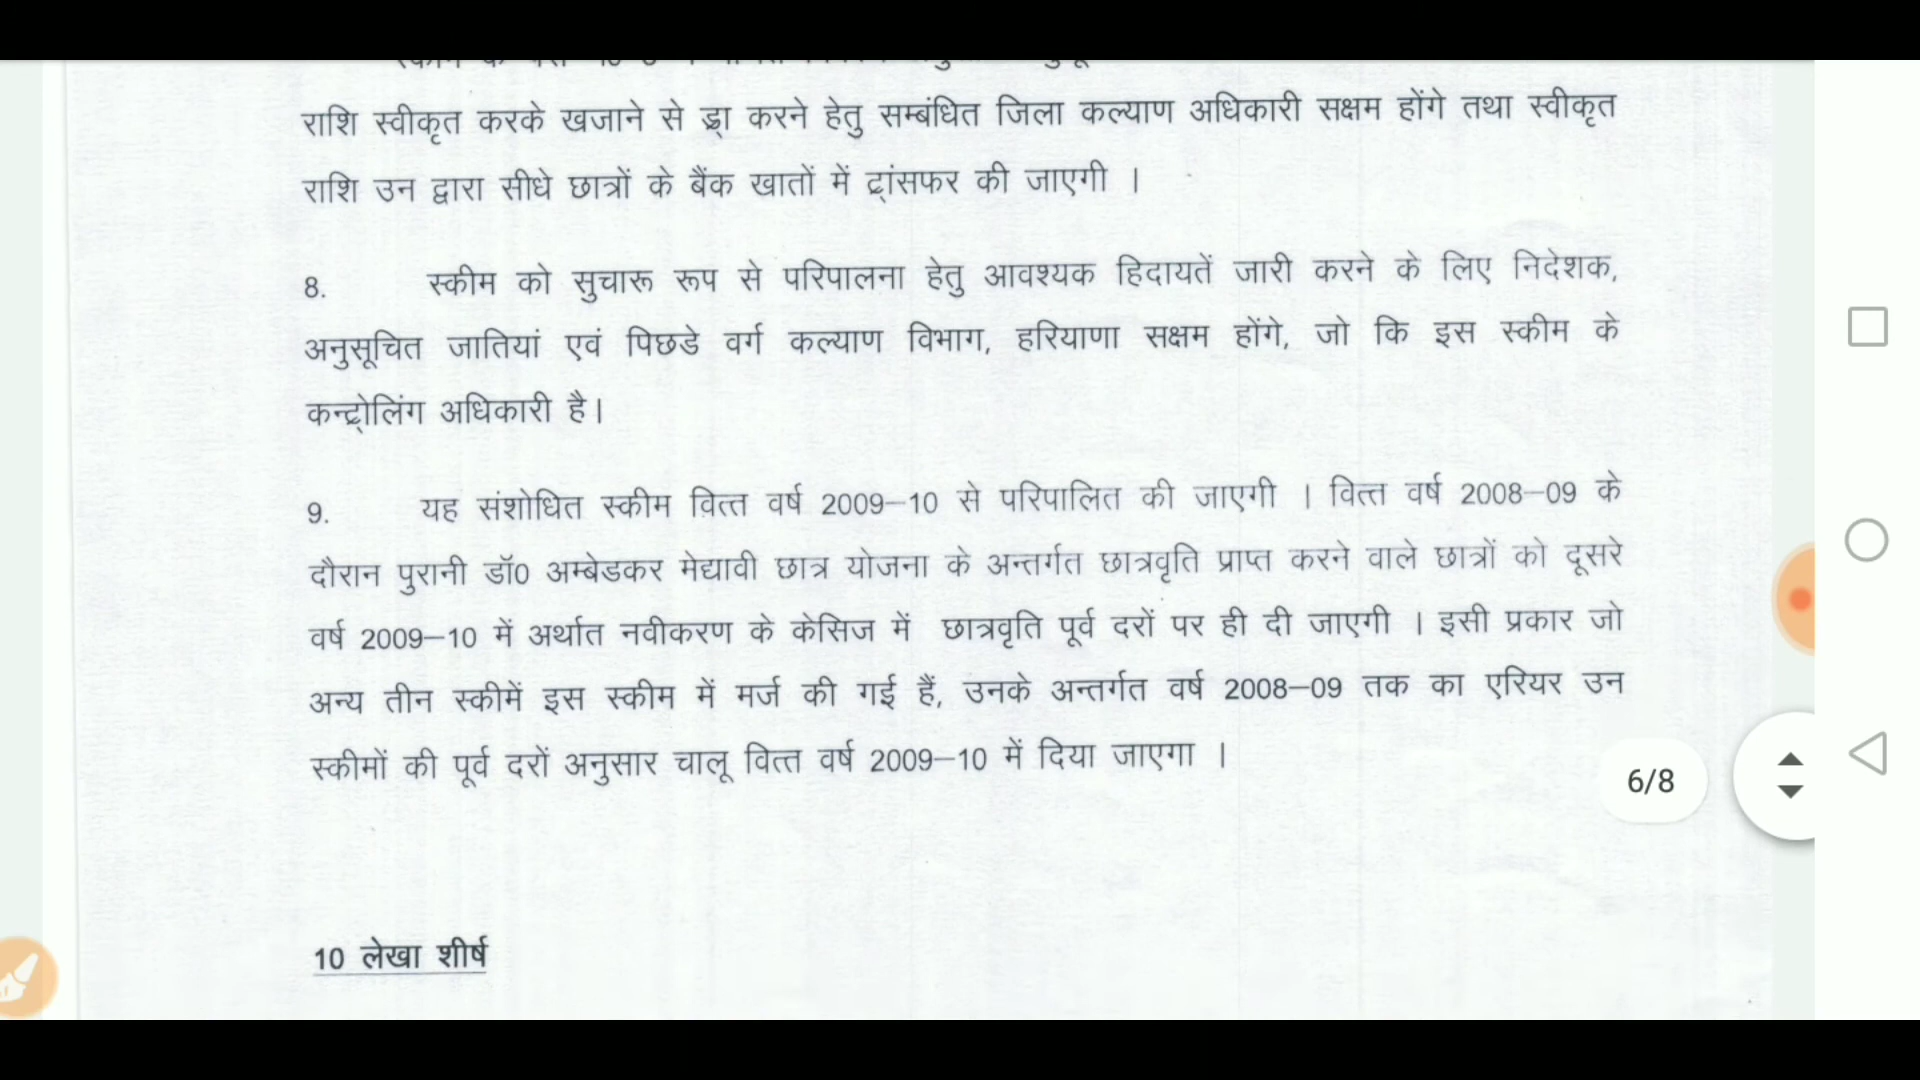 राशि स्वीकृत करके खजाने से ड्रा करने हेतु सम्बंधित जिला कल्याण अधिकारी सक्षम होंगे तथा स्वीकृत
राशि उन द्वारा सीधे छात्रों के बैंक खातों में ट्रांसफर की जाएगी ।
8. स्कीम को सुचारू रूप से परिपालना हेतु आवश्यक हिदायतें जारी करने के लिए निदेशक,
अनुसूचित जातियां एवं पिछडे वर्ग कल्याण विभाग, हरियाणा सक्षम होंगे, जो कि इस स्कीम के
कन्ट्रोलिंग अधिकारी है।
9. यह संशोधित स्कीम वित्त वर्ष 2009–10 से परिपालित की जाएगी । वित्त वर्ष 2008–09 के
दौरान पुरानी डॉ0 अम्बेडकर मेद्यावी छात्र योजना के अन्तर्गत छात्रवृति प्राप्त करने वाले छात्रों को दूसरे
वर्ष 2009–10 में अर्थात नवीकरण के केसिज में छात्रवृति पूर्व दरों पर ही दी जाएगी । इसी प्रकार जो
अन्य तीन स्कीमें इस स्कीम में मर्ज की गई हैं, उनके अन्तर्गत वर्ष 2008–09 तक का एरियर उन
स्कीमों की पूर्व दरों अनुसार चालू वित्त वर्ष 2009–10 में दिया जाएगा ।
6/8
10 लेखा शीर्ष